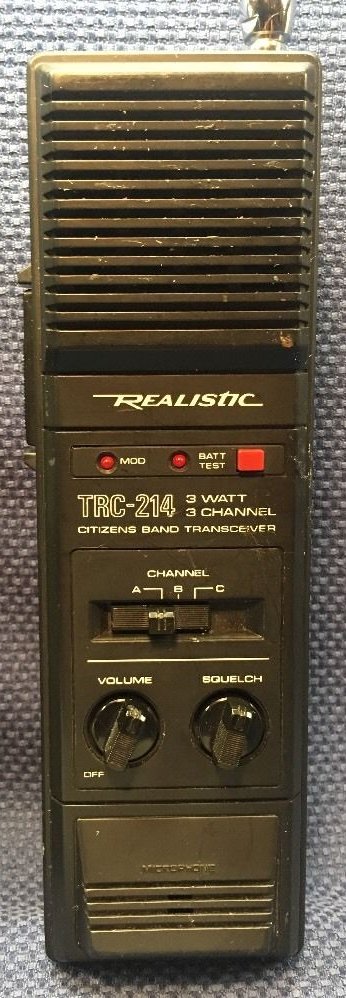 REALISTIC
MOD BATT TEST
TRC-214 3 WATT 3 CHANNEL
CITIZENS BAND TRANSCEIVER
CHANNEL
A B C
VOLUME SQUELCH
OFF
MICROPHONE